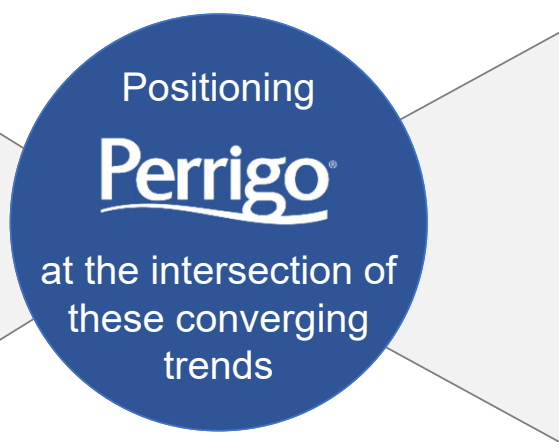 Positioning
Perrigo®
at the intersection of
these converging
trends